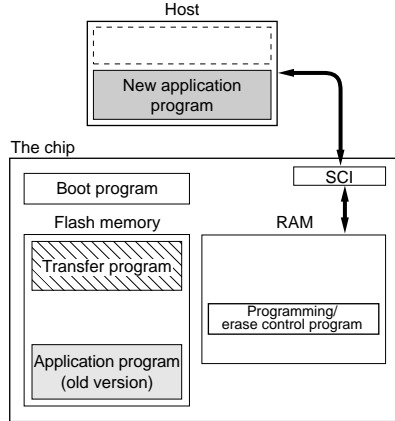 Host
New application
program
The chip
SCI
Boot program
Flash memory
RAM
Transfer program
Programming/
erase control program
Application program
(old version)